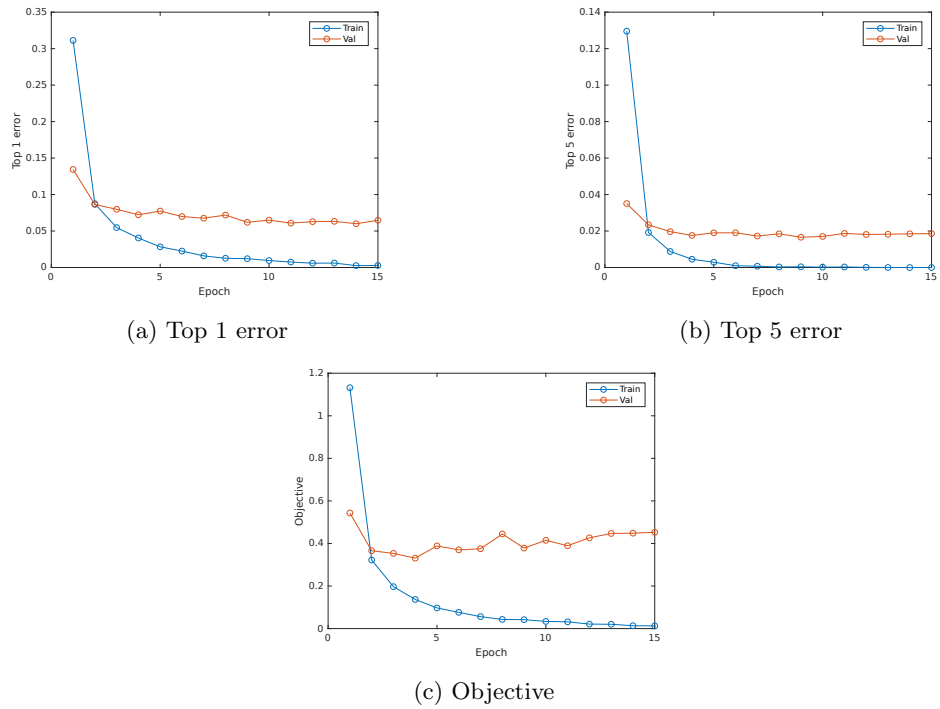 0.35
0.3
0.25
0.2
0.15
0.1
0.05
0
Top 1 error
0 5 10 15
Epoch
Train
Val
(a) Top 1 error
0.14
0.12
0.1
0.08
0.06
0.04
0.02
0
Top 5 error
0 5 10 15
Epoch
Train
Val
(b) Top 5 error
1.2
1
0.8
0.6
0.4
0.2
0
Objective
0 5 10 15
Epoch
Train
Val
(c) Objective